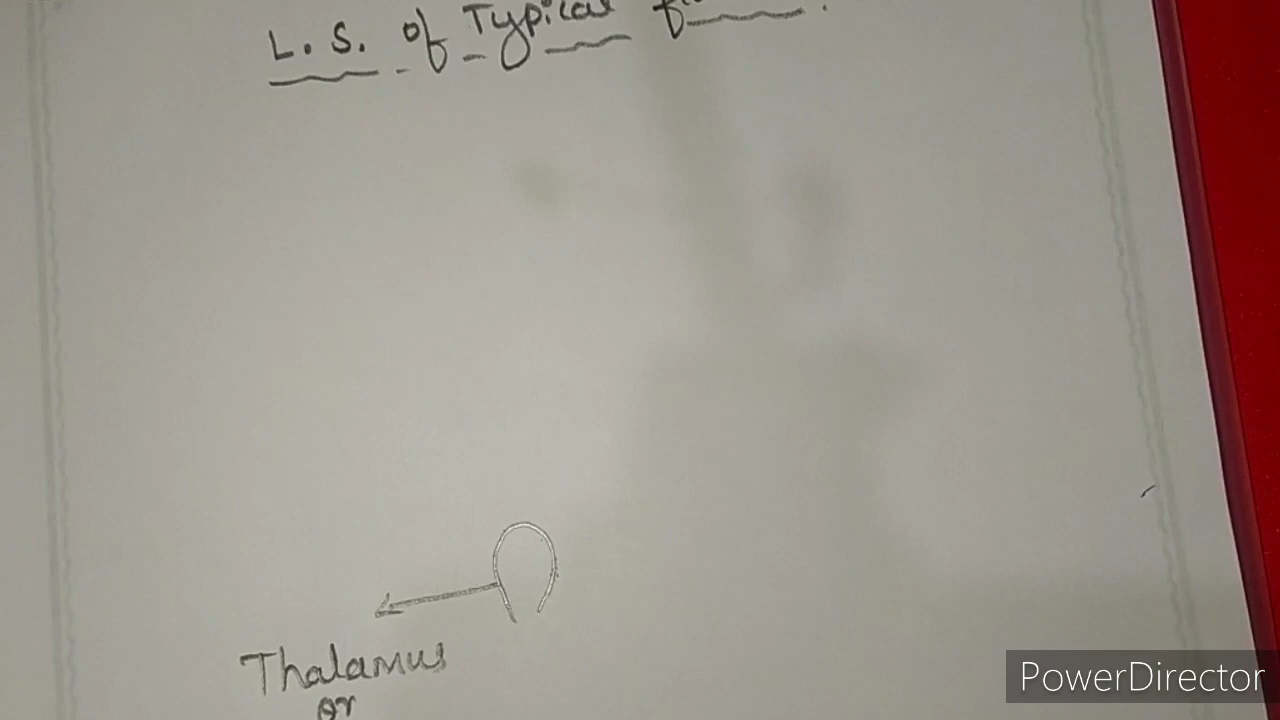 L. S. of Typical
Thalamus
or
PowerDirector